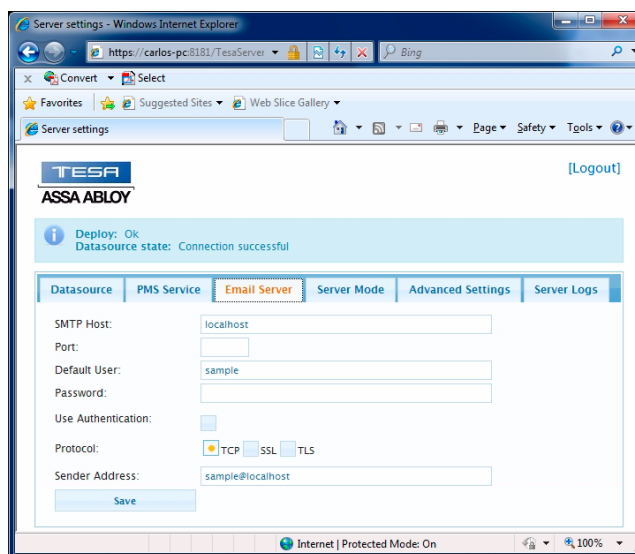 Server settings - Windows Internet Explorer
https://carlos-pc:8181/TesaServer
Bing
x Convert Select
Favorites Suggested Sites Web Slice Gallery
Server settings Page Safety Tools
TESA
ASSA ABLOY
[Logout]
Deploy: Ok
Datasource state: Connection successful
Datasource PMS Service Email Server Server Mode Advanced Settings Server Logs
SMTP Host: localhost
Port:
Default User: sample
Password:
Use Authentication:
Protocol: TCP SSL TLS
Sender Address: sample@localhost
Save
Internet | Protected Mode: On 100%